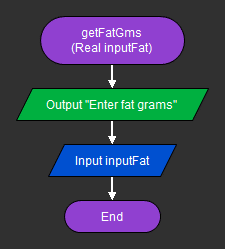 getFatGms
(Real inputFat)
Output "Enter fat grams"
Input inputFat
End